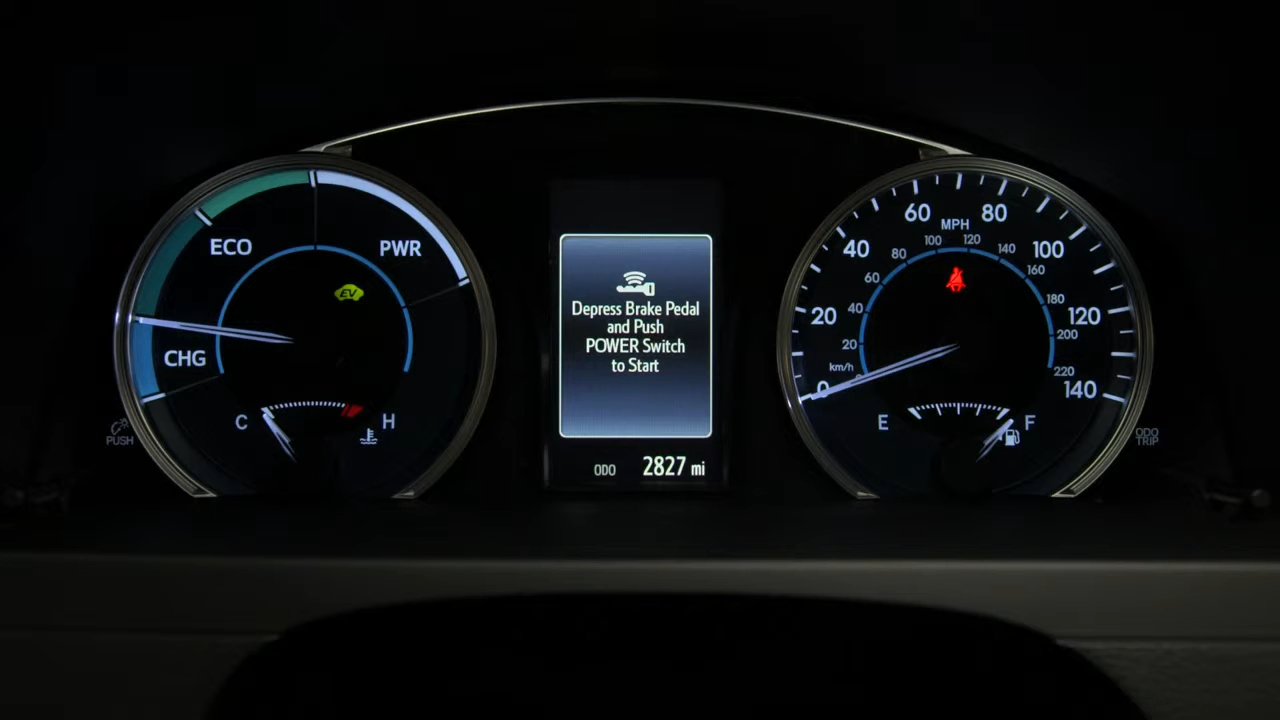 ECO
PWR
EV
CHG
C
H
PUSH
Depress Brake Pedal
and Push
POWER Switch
to Start
ODO 2827 mi
0
20
40
60
80
100
120
140
MPH
km/h
0
20
40
60
80
100
120
140
160
180
200
220
E
F
ODO
TRIP